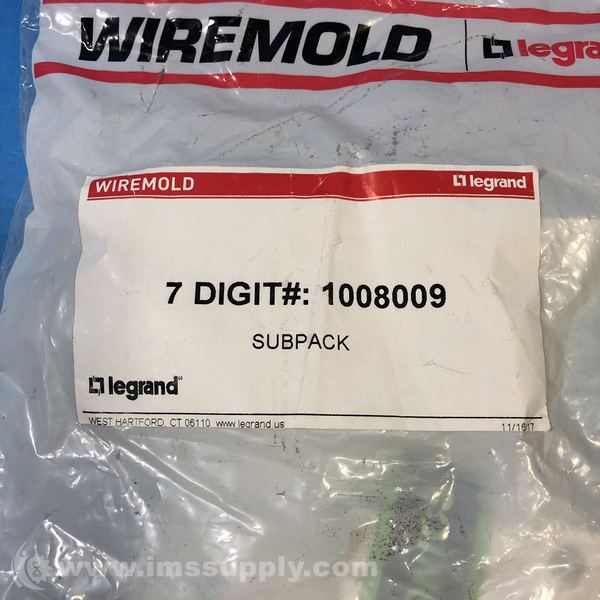 WIREMOLD | legra
WIREMOLD legrand
7 DIGIT#: 1008009
SUBPACK
legrand
WEST HARTFORD, CT 06110 www.legrand.us 11/16/17
www.imssupply.com